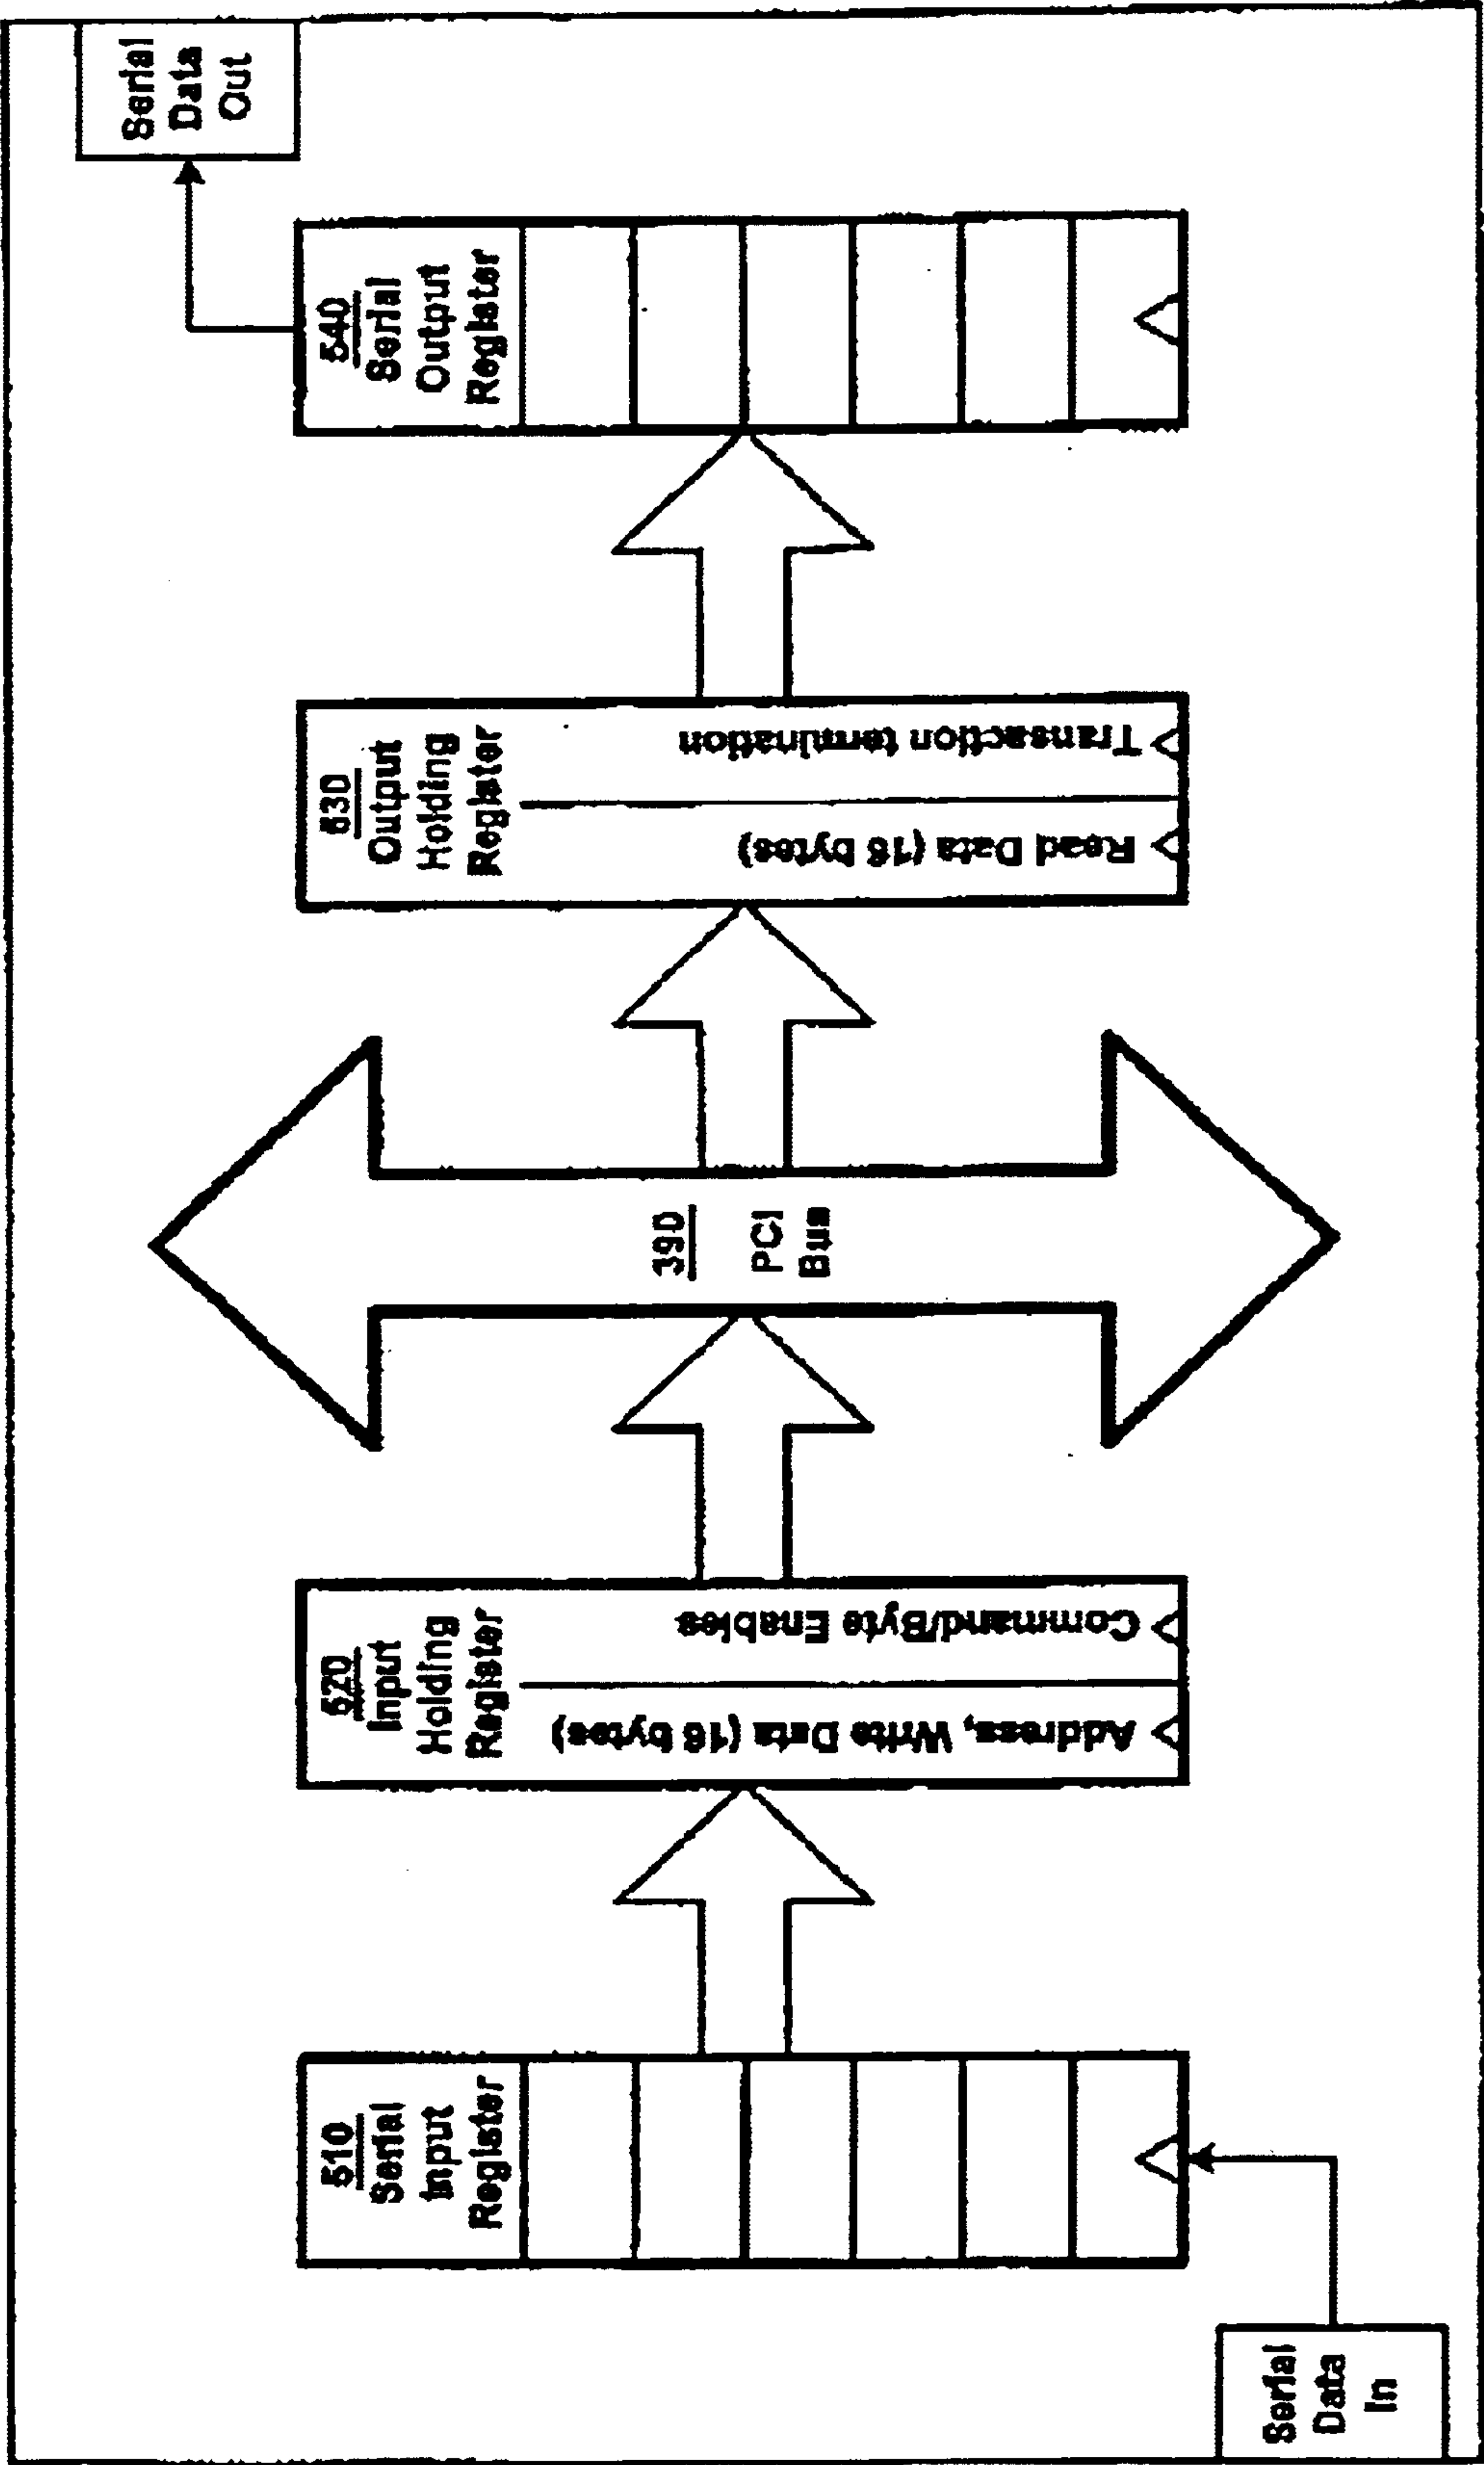 Serial
Data
In
510
Serial
Input
Register
520
Input
Holding
Register
Address, Write Data (16 bytes)
Command/Byte Enables
390
PCI
Bus
530
Output
Holding
Register
Read Data (16 bytes)
Transaction termination
540
Serial
Output
Register
Serial
Data
Out